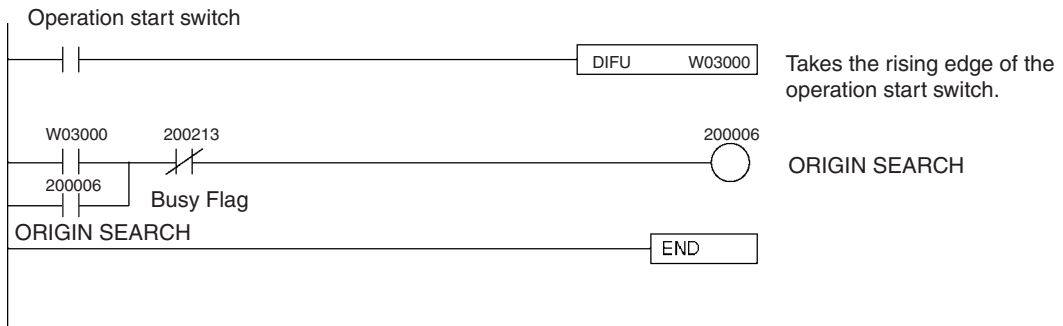 Operation start switch
DIFU W03000
Takes the rising edge of the
operation start switch.
W03000 200213 200006
ORIGIN SEARCH
200006
Busy Flag
ORIGIN SEARCH
END